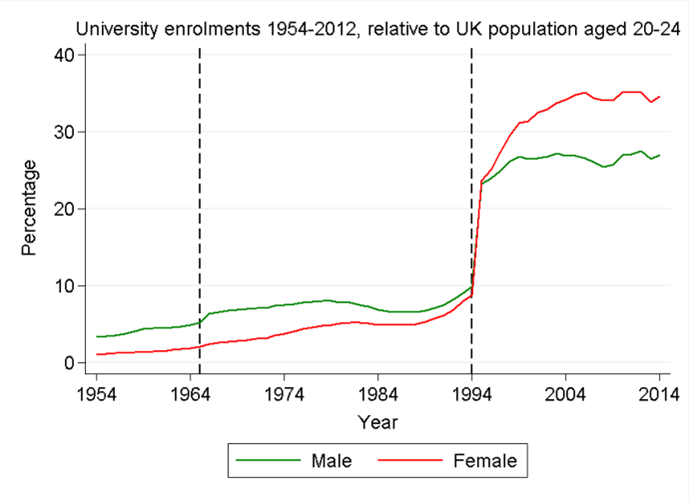 University enrolments 1954-2012, relative to UK population aged 20-24
40
30
20
10
0
Percentage
1954 1964 1974 1984 1994 2004 2014
Year
Male Female